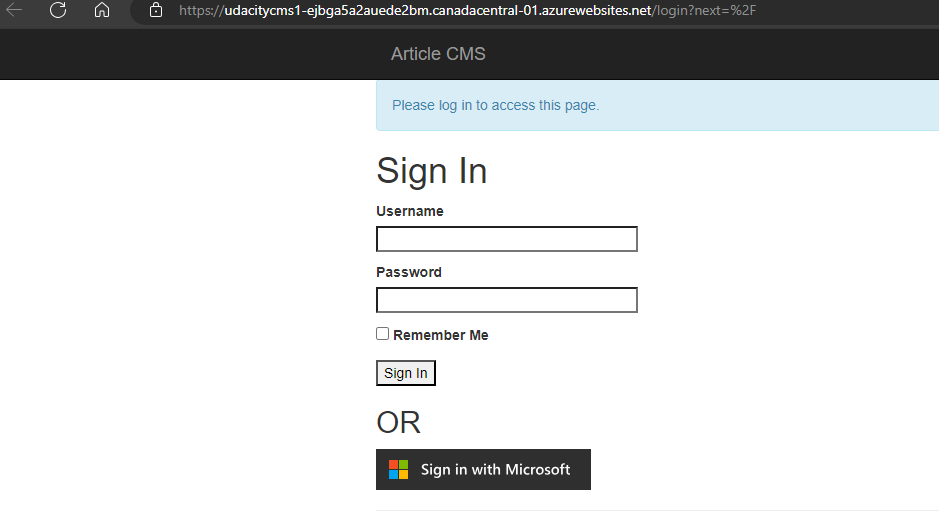 https://udacitycms1-ejbga5a2auede2bm.canadacentral-01.azurewebsites.net/login?next=%2F
Article CMS
Please log in to access this page.
Sign In
Username
Password
Remember Me
Sign In
OR
Sign in with Microsoft